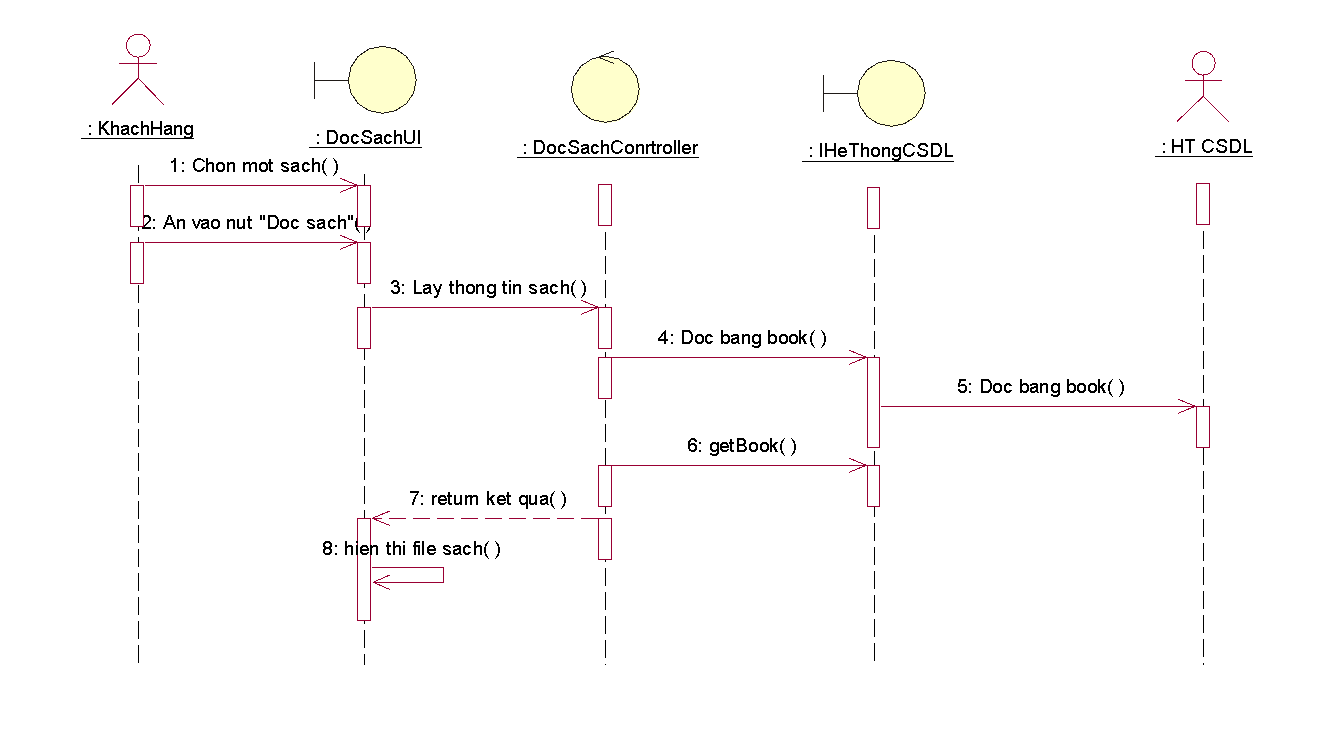 : KhachHang
: DocSachUI
: DocSachConrtroller
: IHeThongCSDL
: HT CSDL
1: Chon mot sach( )
2: An vao nut "Doc sach"( )
3: Lay thong tin sach( )
4: Doc bang book( )
5: Doc bang book( )
6: getBook( )
7: return ket qua( )
8: hien thi file sach( )